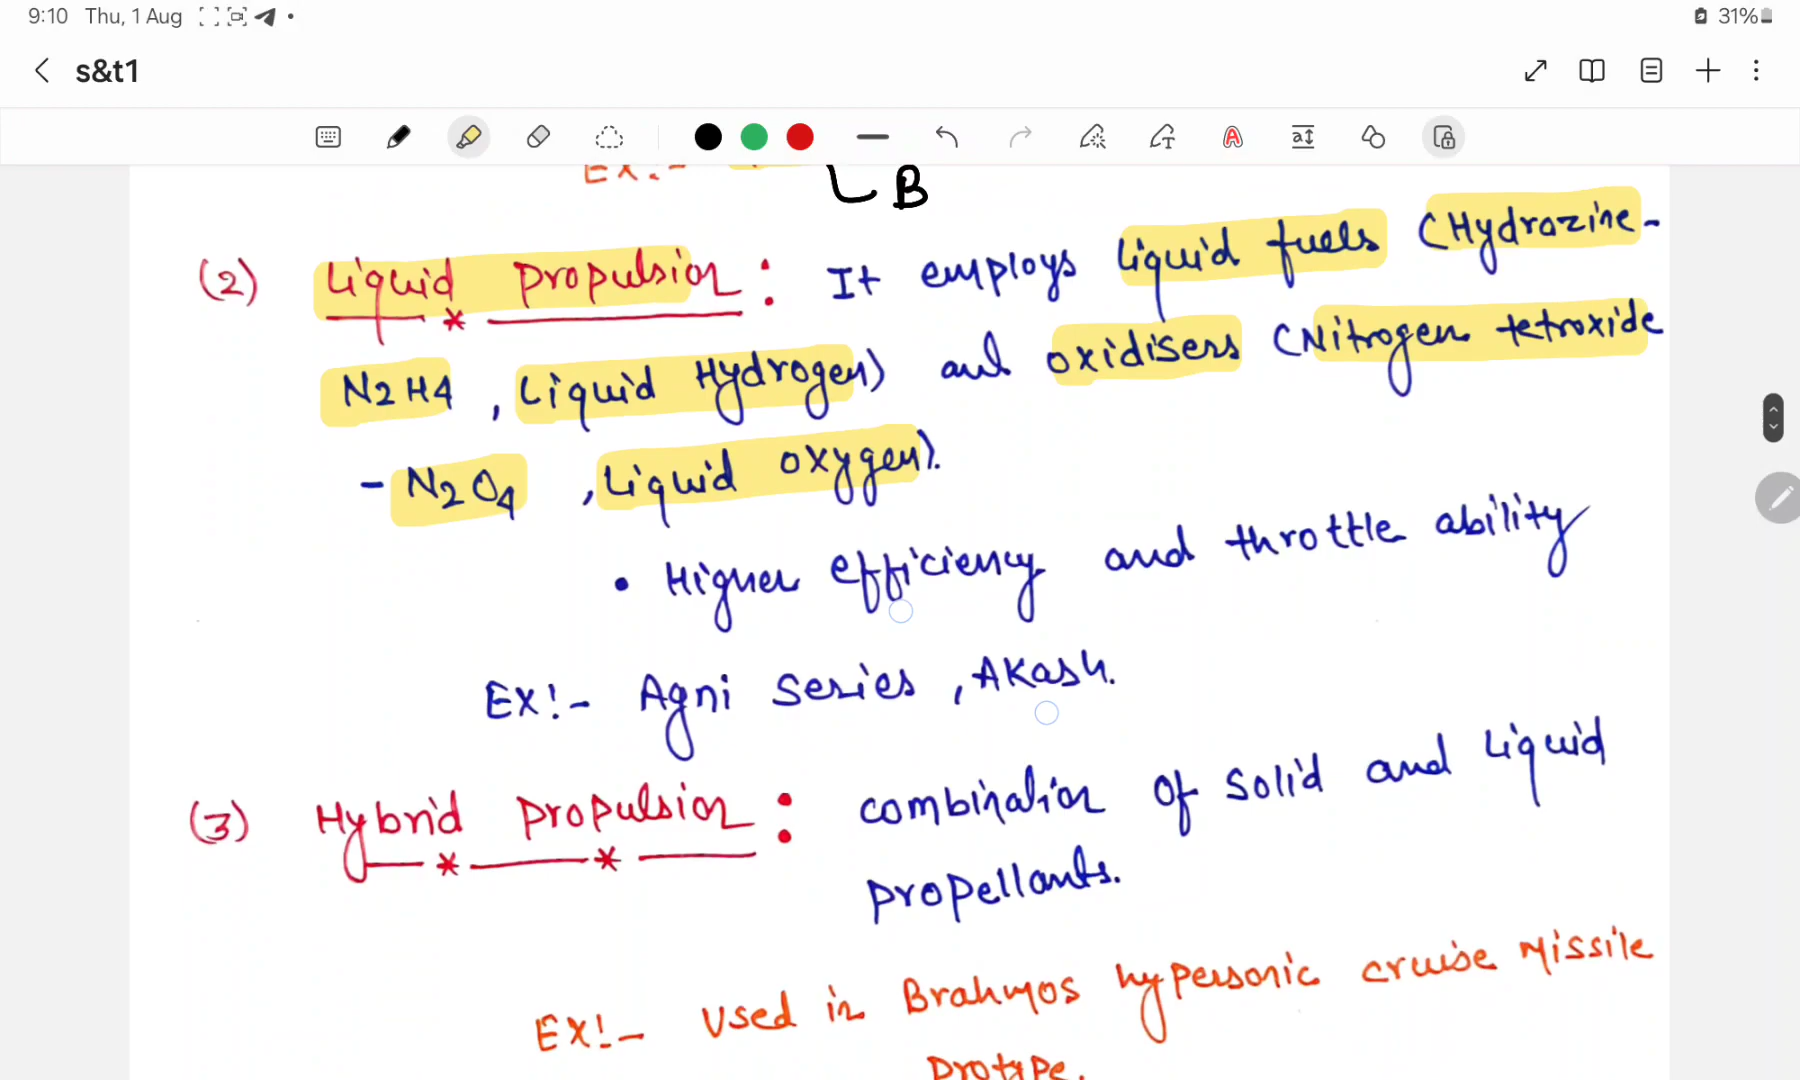 9:10 Thu, 1 Aug
31%
s&t1
Ex:-
B
(2) Liquid propulsion : It employs liquid fuels (Hydrazine-
N2H4, Liquid Hydrogen) and oxidisers (Nitrogen tetroxide
- N2O4, Liquid oxygen).
• Higher efficiency and throttle ability
EX!- Agni series, AKash.
(3) Hybrid propulsion : combination of solid and liquid
propellants.
EX!- Used in Brahmos hypersonic cruise Missile
protype.